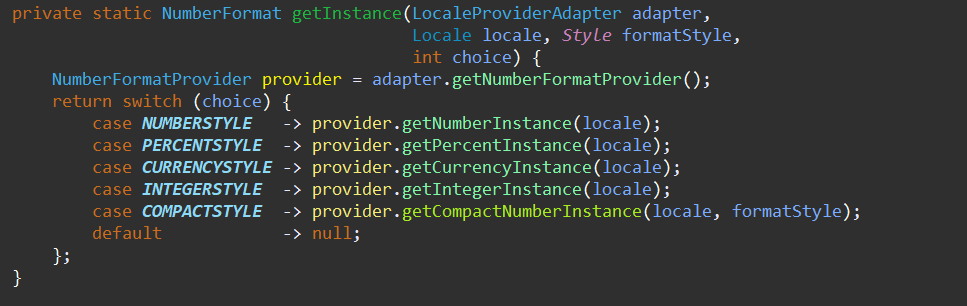 private static NumberFormat getInstance(LocaleProviderAdapter adapter,
                                        Locale locale, Style formatStyle,
                                        int choice) {
    NumberFormatProvider provider = adapter.getNumberFormatProvider();
    return switch (choice) {
        case NUMBERSTYLE   -> provider.getNumberInstance(locale);
        case PERCENTSTYLE  -> provider.getPercentInstance(locale);
        case CURRENCYSTYLE -> provider.getCurrencyInstance(locale);
        case INTEGERSTYLE  -> provider.getIntegerInstance(locale);
        case COMPACTSTYLE  -> provider.getCompactNumberInstance(locale, formatStyle);
        default            -> null;
    };
}